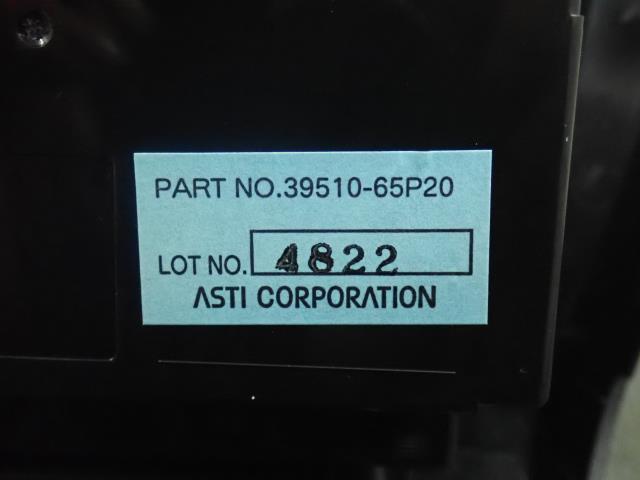 PART NO.39510-65P20
LOT NO. 4822
ASTI CORPORATION